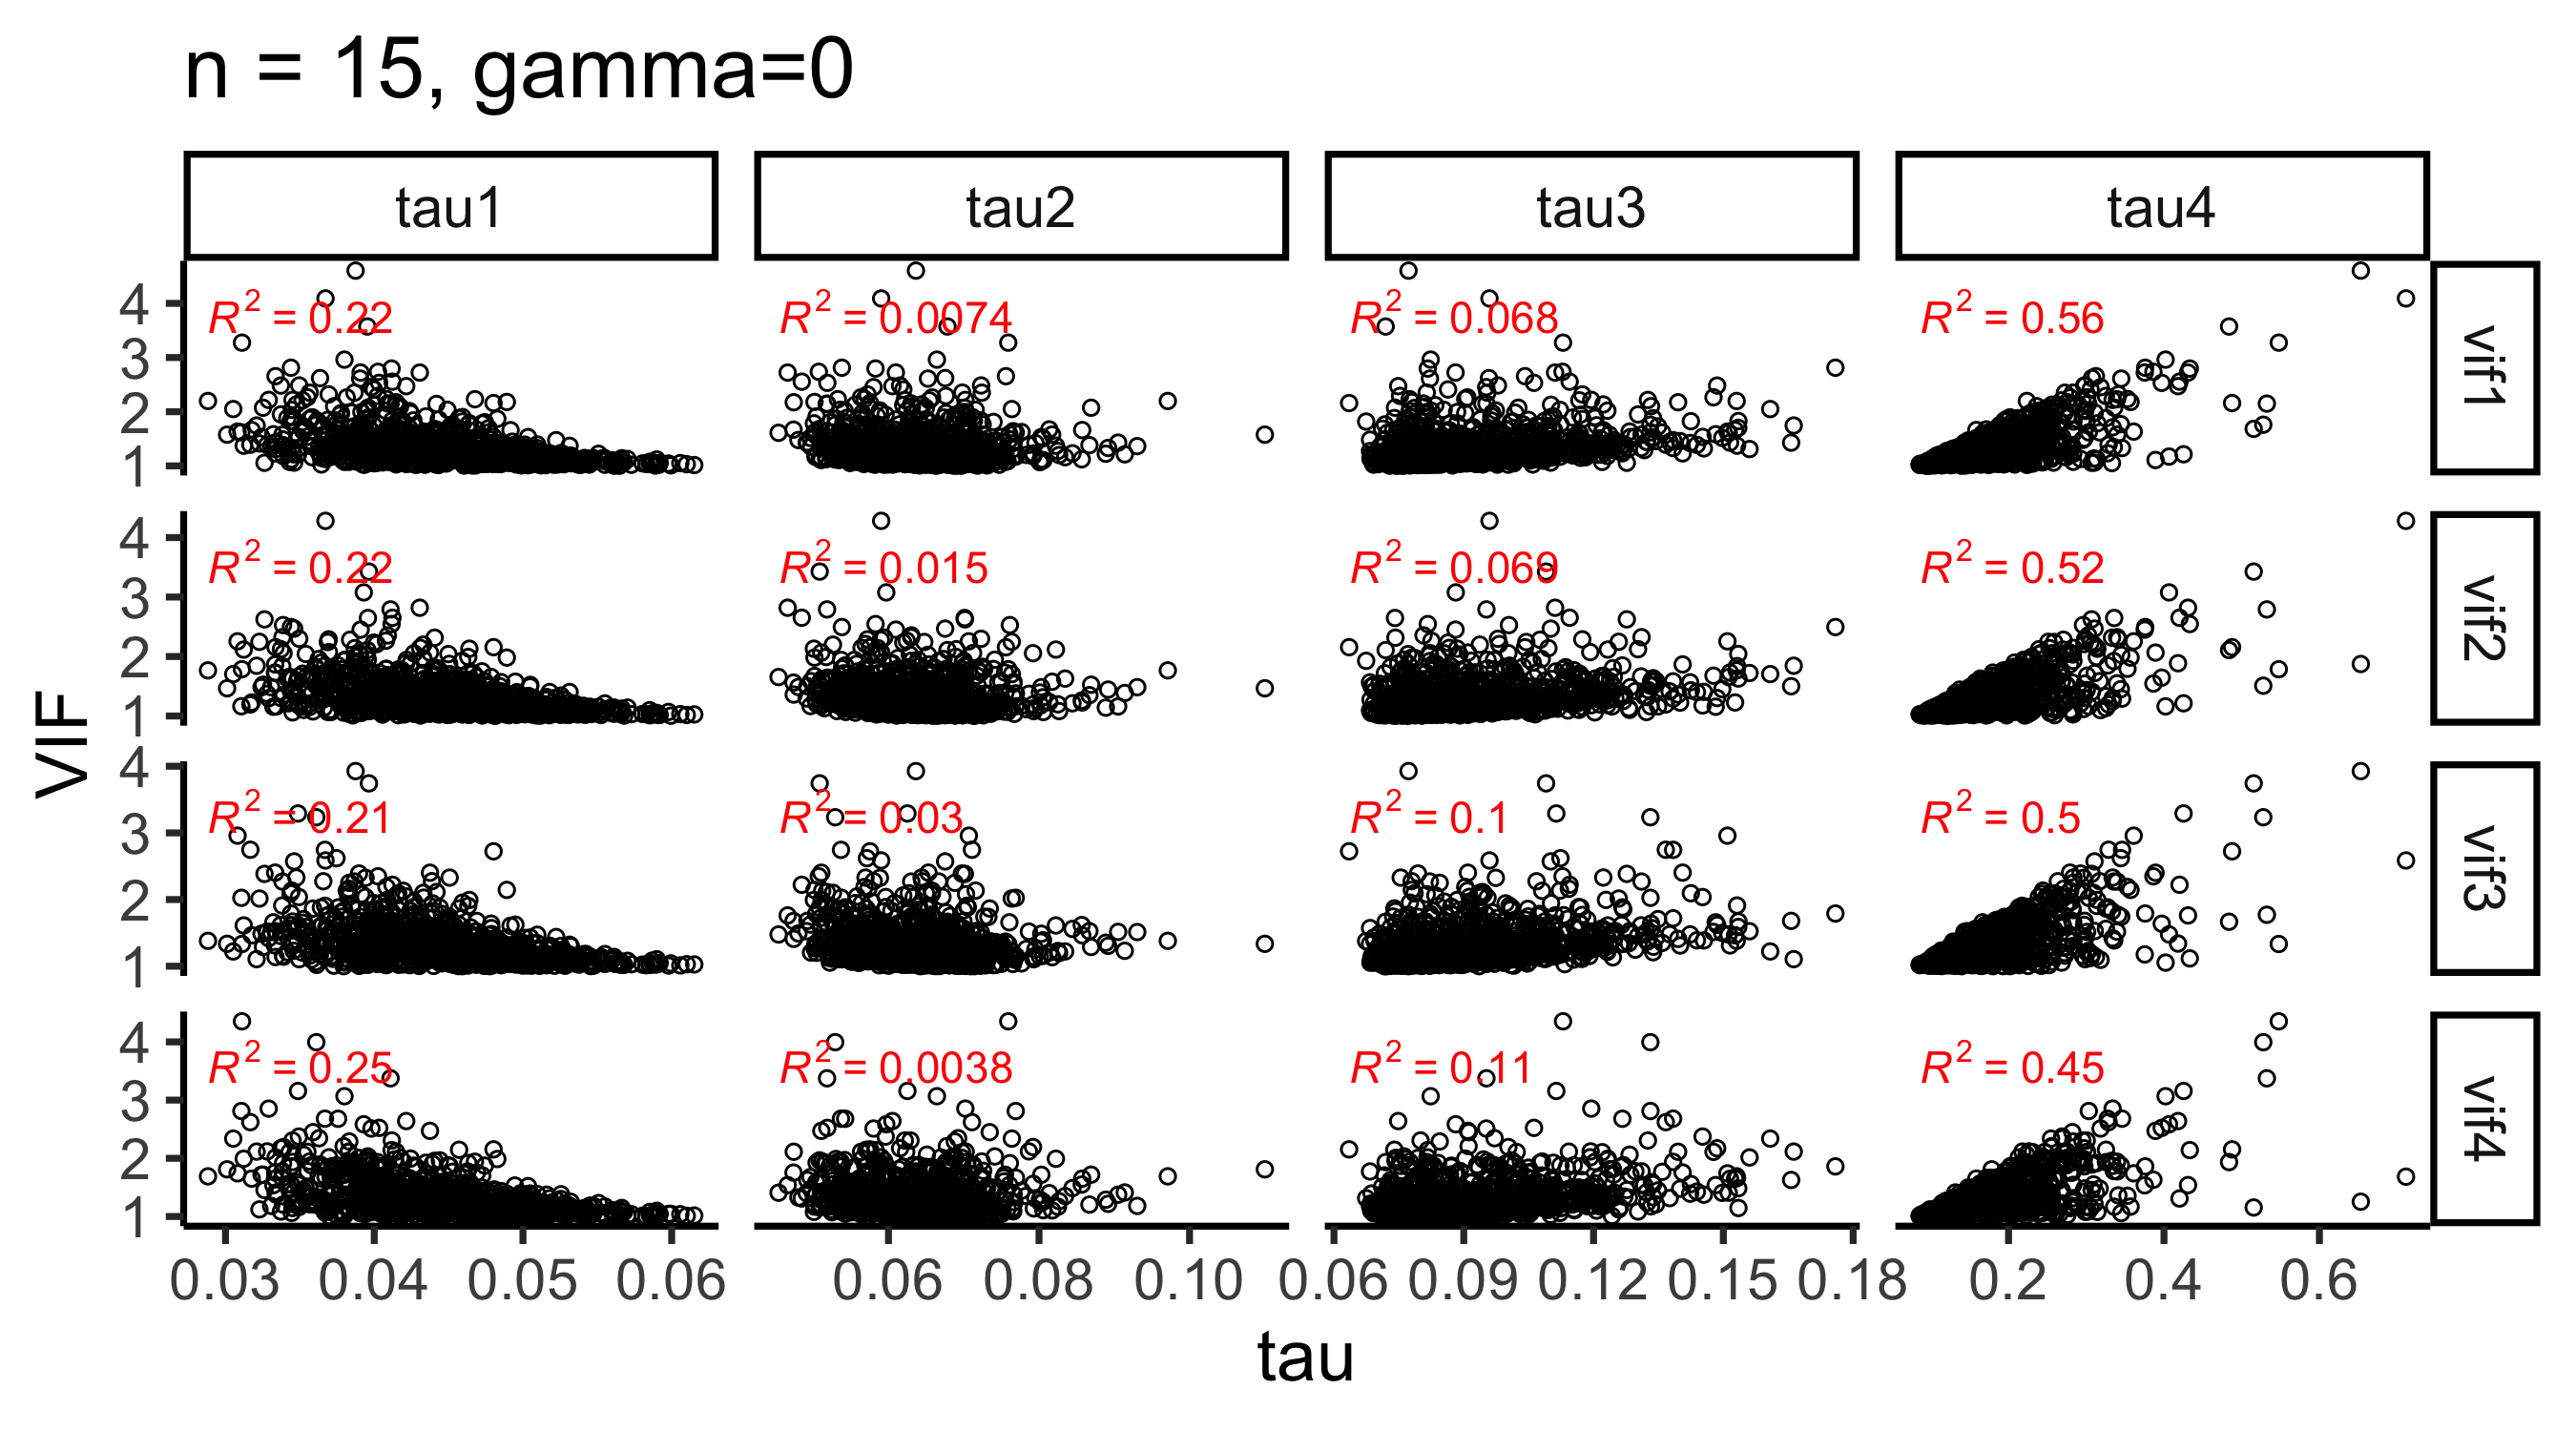 n = 15, gamma=0
tau1 tau2 tau3 tau4
4
3
2
1
R² = 0.22 R² = 0.0074 R² = 0.068 R² = 0.56
vif1
4
3
2
1
R² = 0.22 R² = 0.015 R² = 0.069 R² = 0.52
vif2
VIF
4
3
2
1
R² = 0.21 R² = 0.03 R² = 0.1 R² = 0.5
vif3
4
3
2
1
R² = 0.25 R² = 0.0038 R² = 0.11 R² = 0.45
vif4
0.03 0.04 0.05 0.06 0.06 0.08 0.10 0.06 0.09 0.12 0.15 0.18 0.2 0.4 0.6
tau